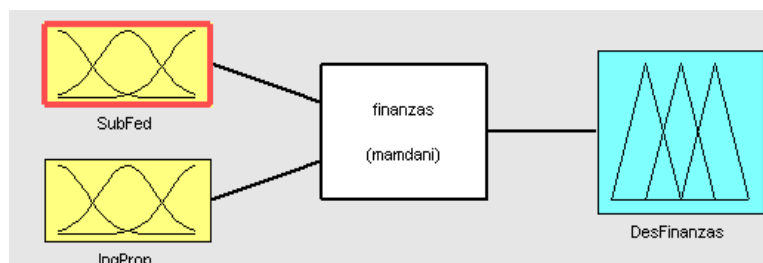 SubFed
finanzas
(mamdani)
DesFinanzas
IngProp